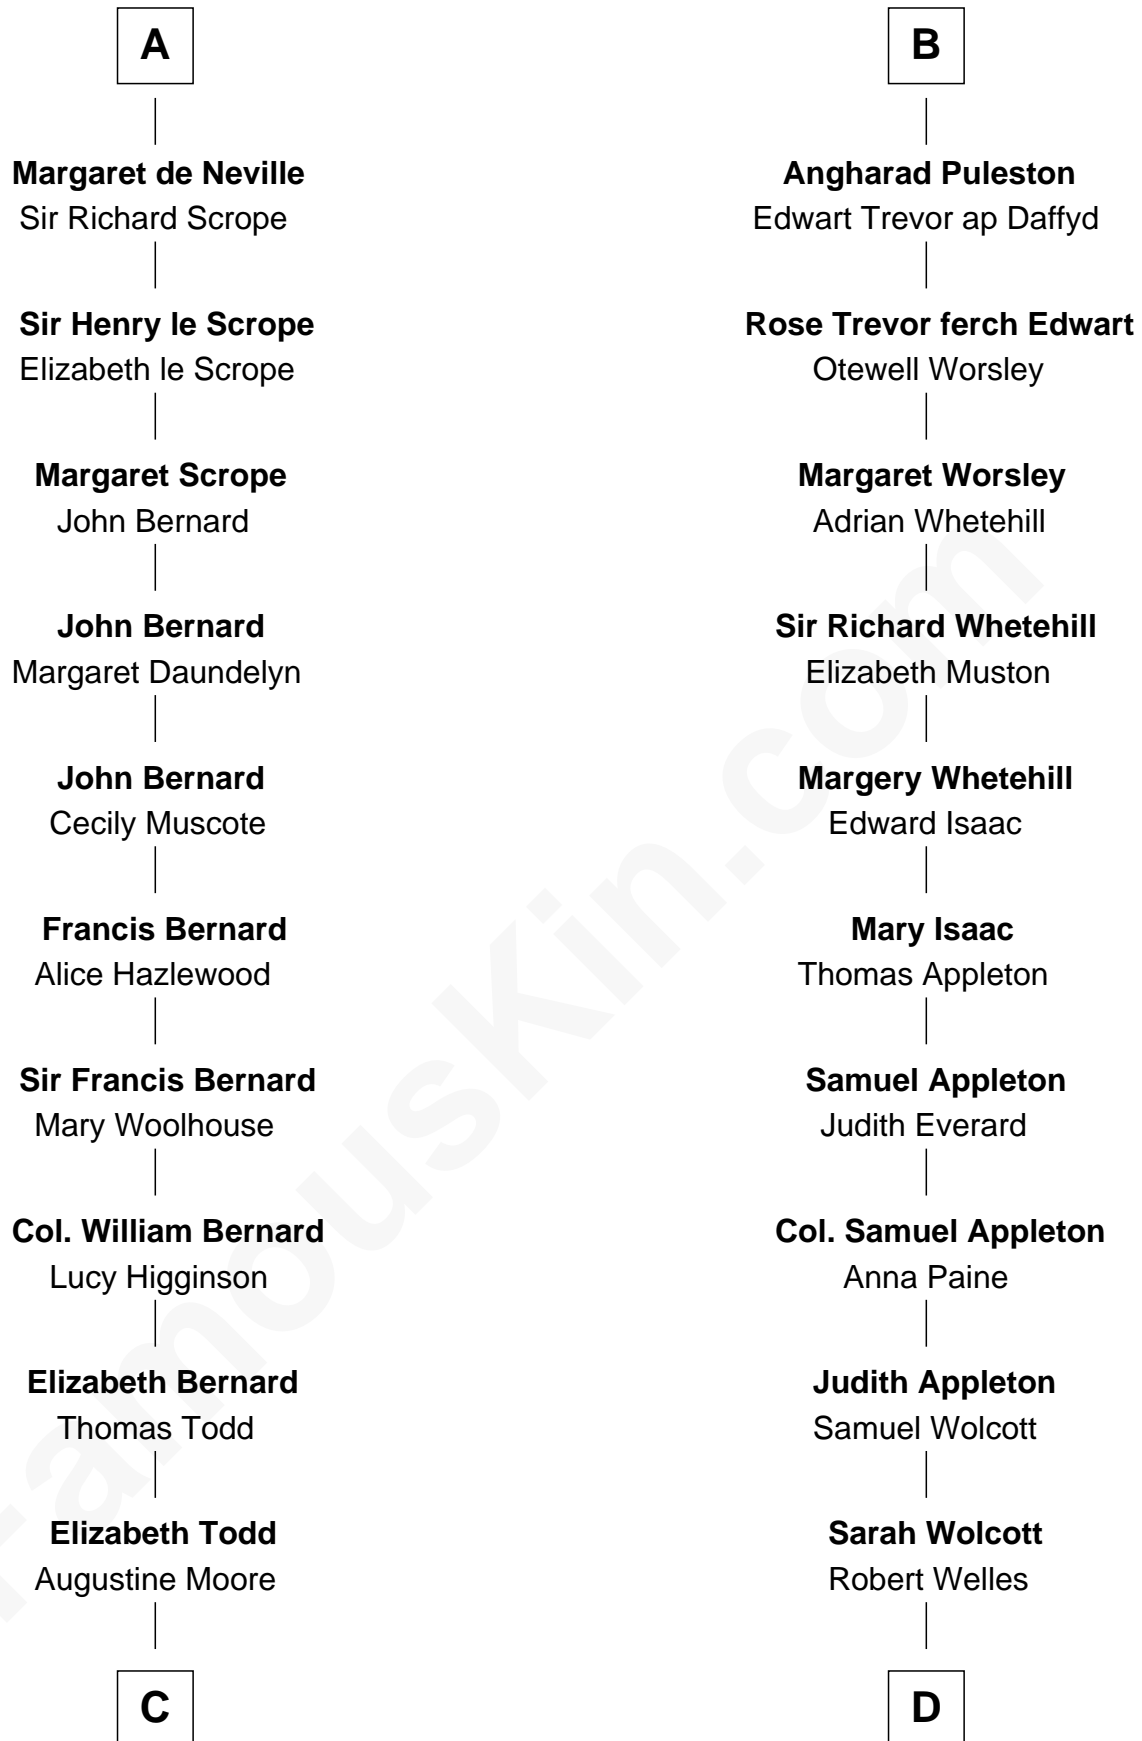 A
Margaret de Neville
Sir Richard Scrope
Sir Henry le Scrope
Elizabeth le Scrope
Margaret Scrope
John Bernard
John Bernard
Margaret Daundelyn
John Bernard
Cecily Muscote
Francis Bernard
Alice Hazlewood
Sir Francis Bernard
Mary Woolhouse
Col. William Bernard
Lucy Higginson
Elizabeth Bernard
Thomas Todd
Elizabeth Todd
Augustine Moore
C
B
Angharad Puleston
Edwart Trevor ap Daffyd
Rose Trevor ferch Edwart
Otewell Worsley
Margaret Worsley
Adrian Whetehill
Sir Richard Whetehill
Elizabeth Muston
Margery Whetehill
Edward Isaac
Mary Isaac
Thomas Appleton
Samuel Appleton
Judith Everard
Col. Samuel Appleton
Anna Paine
Judith Appleton
Samuel Wolcott
Sarah Wolcott
Robert Welles
D
FamousKin.com